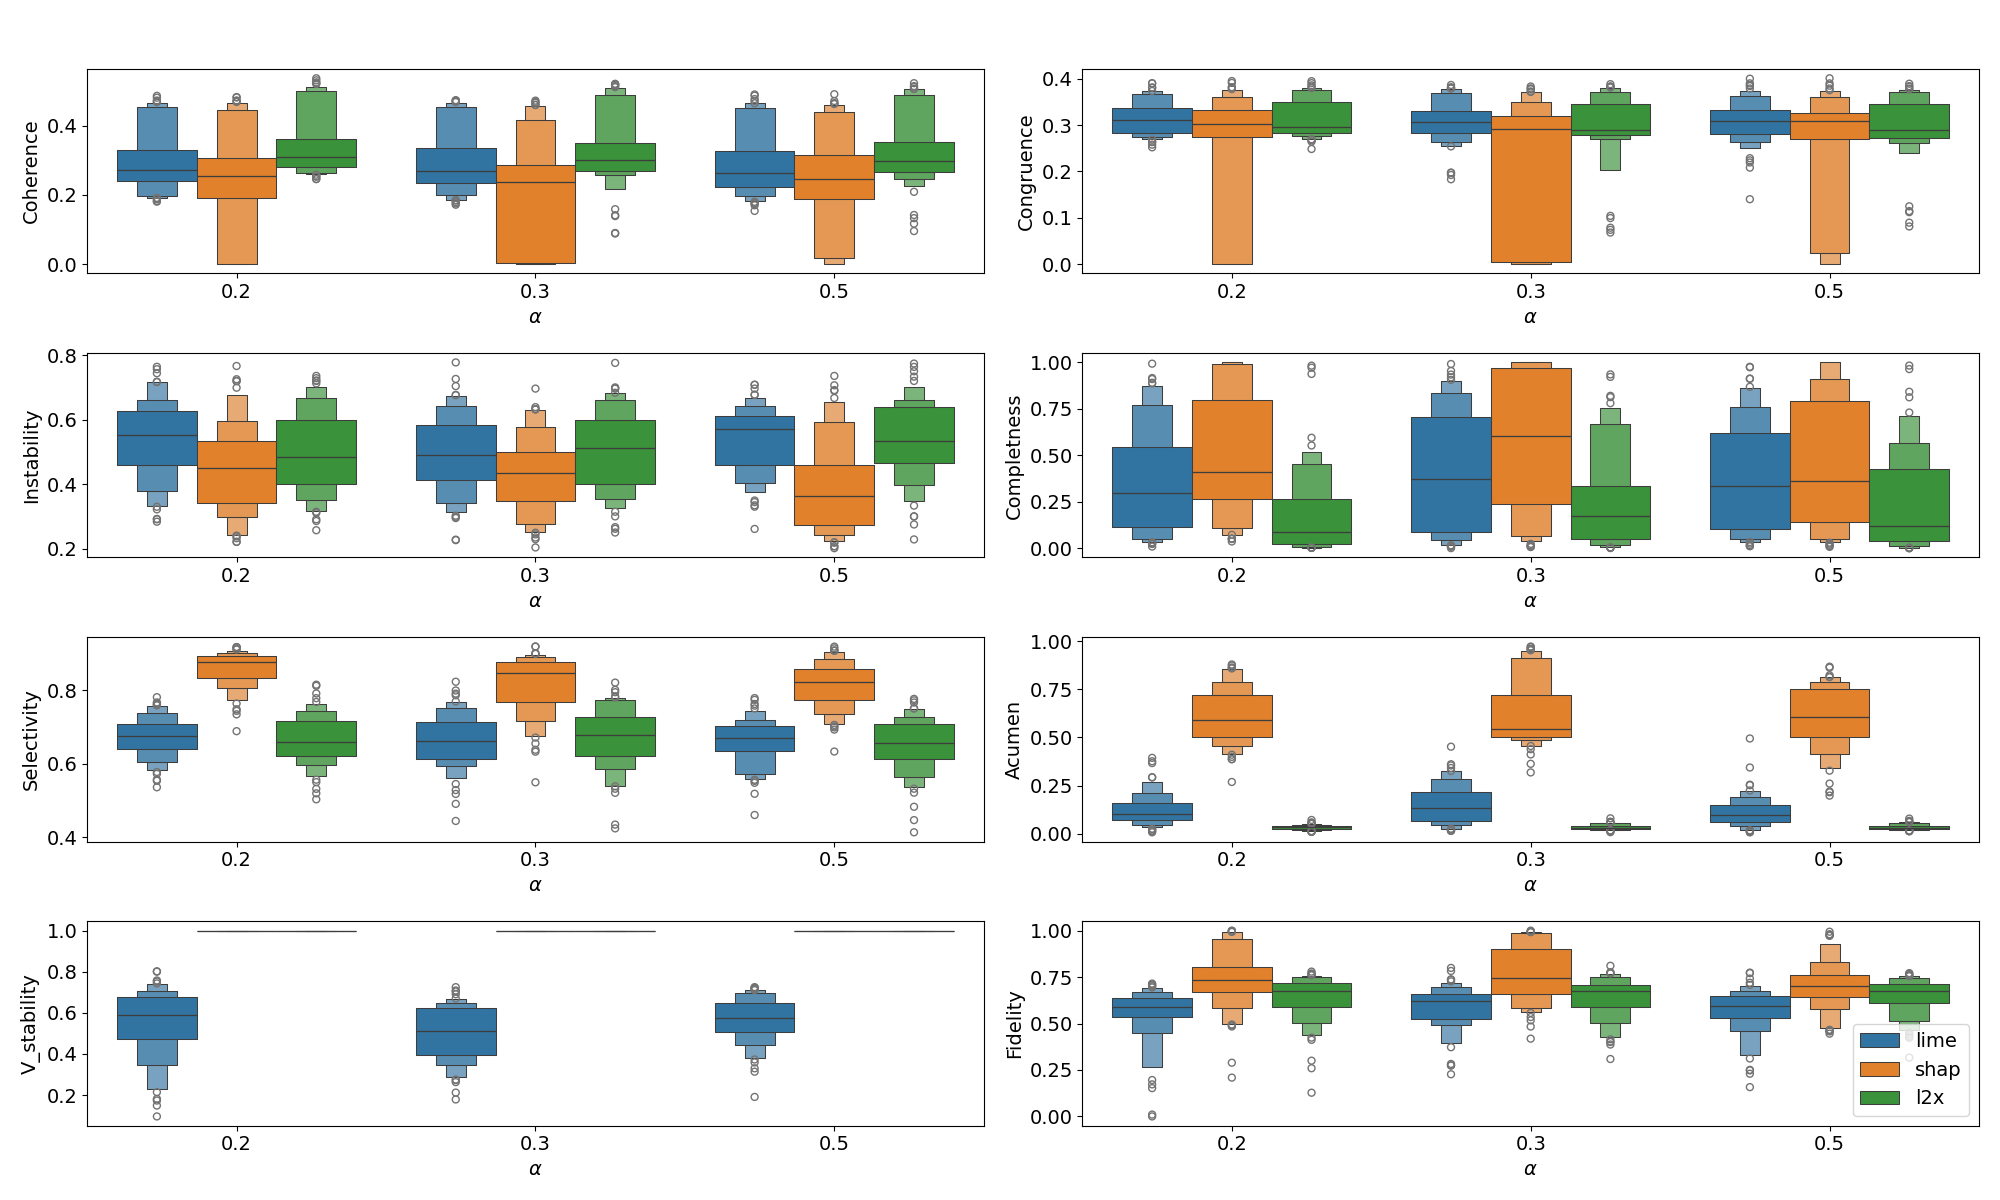 Coherence
0.4
0.2
0.0
0.2 0.3 0.5
α
Congruence
0.4
0.3
0.2
0.1
0.0
0.2 0.3 0.5
α
Instability
0.8
0.6
0.4
0.2
0.2 0.3 0.5
α
Completness
1.00
0.75
0.50
0.25
0.00
0.2 0.3 0.5
α
Selectivity
0.8
0.6
0.4
0.2 0.3 0.5
α
Acumen
1.00
0.75
0.50
0.25
0.00
0.2 0.3 0.5
α
V_stability
1.0
0.8
0.6
0.4
0.2
0.2 0.3 0.5
α
Fidelity
1.00
0.75
0.50
0.25
0.00
0.2 0.3 0.5
α
lime
shap
l2x